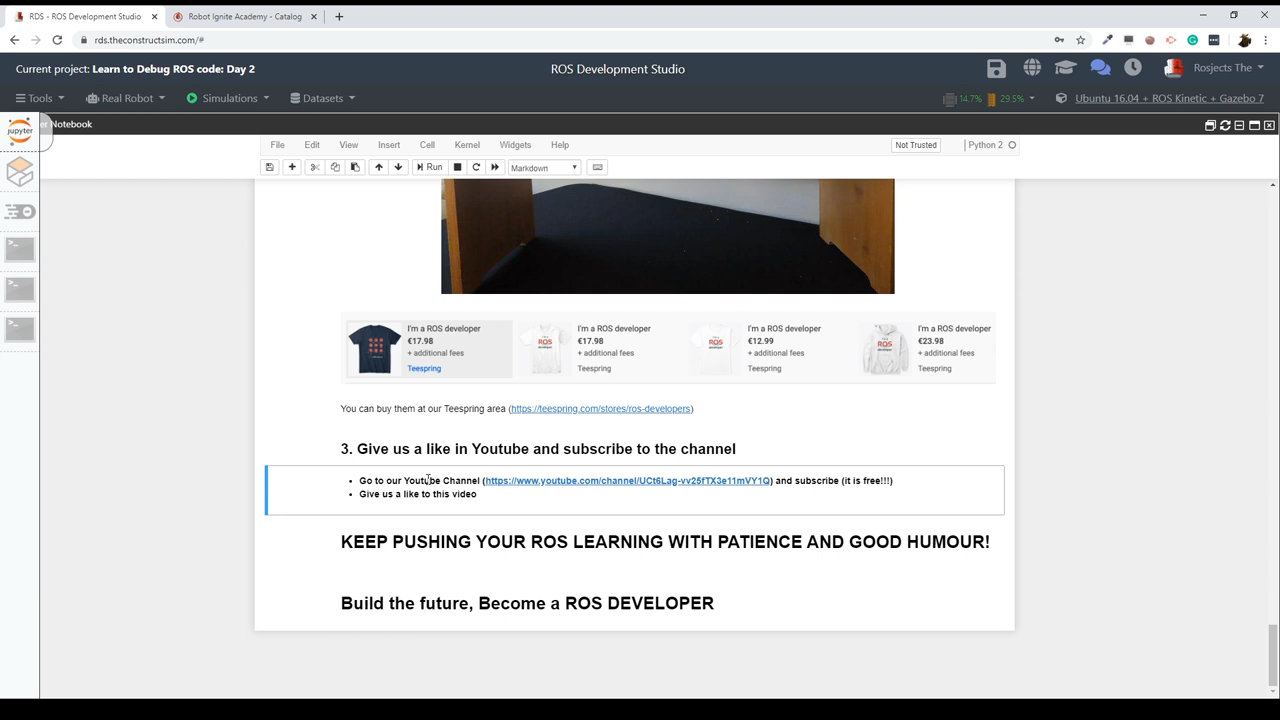 RDS - ROS Development Studio
Robot Ignite Academy - Catalog
rds.theconstructsim.com/#
Current project: Learn to Debug ROS code: Day 2
ROS Development Studio
Rosjects The
Tools
Real Robot
Simulations
Datasets
14.7%
29.5%
Ubuntu 16.04 + ROS Kinetic + Gazebo 7
jupyter
er Notebook
File Edit View Insert Cell Kernel Widgets Help
Not Trusted
Python 2
Run
Markdown
I'm a ROS developer
€17.98
+ additional fees
Teespring
I'm a ROS developer
€17.98
+ additional fees
Teespring
I'm a ROS developer
€12.99
+ additional fees
Teespring
I'm a ROS developer
€23.98
+ additional fees
Teespring
You can buy them at our Teespring area (https://teespring.com/stores/ros-developers)
3. Give us a like in Youtube and subscribe to the channel
• Go to our Youtube Channel (https://www.youtube.com/channel/UCt6Lag-vv25fTX3e11mVY1Q) and subscribe (it is free!!!)
• Give us a like to this video
KEEP PUSHING YOUR ROS LEARNING WITH PATIENCE AND GOOD HUMOUR!
Build the future, Become a ROS DEVELOPER